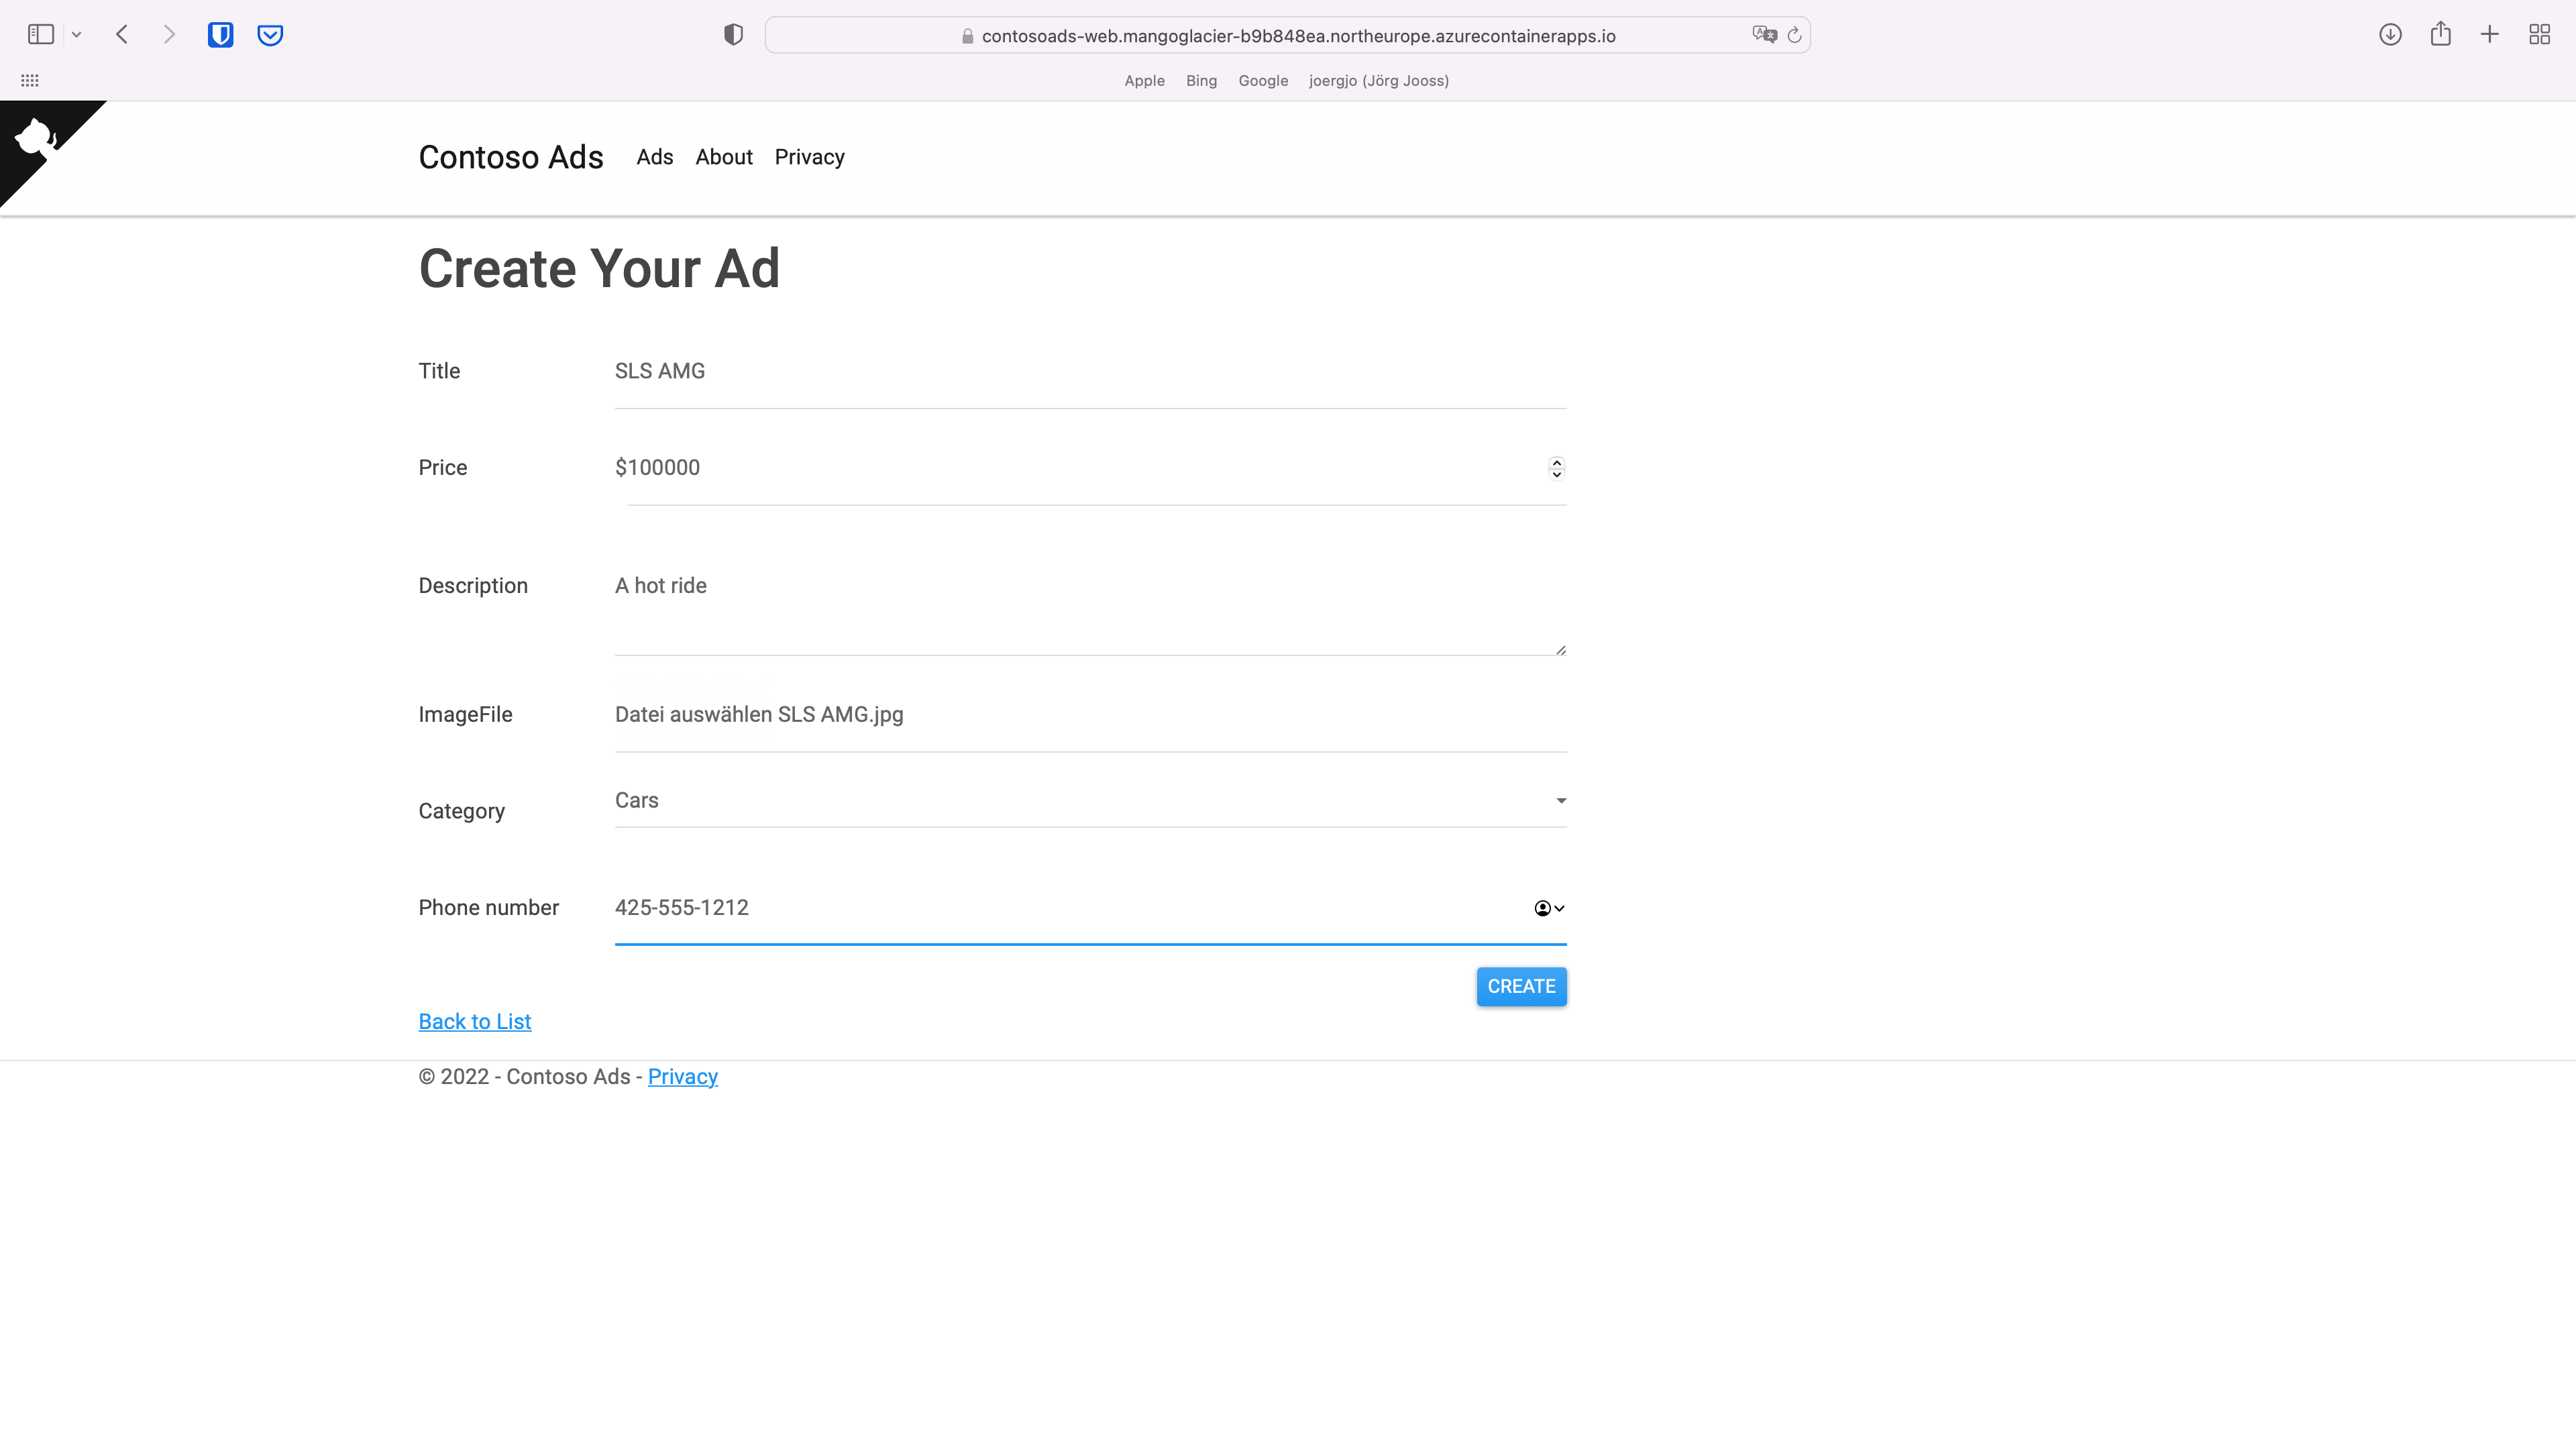 contosoads-web.mangoglacier-b9b848ea.northeurope.azurecontainerapps.io
Apple Bing Google joergjo (Jörg Jooss)
Contoso Ads Ads About Privacy
Create Your Ad
Title SLS AMG
Price $100000
Description A hot ride
ImageFile Datei auswählen SLS AMG.jpg
Category Cars
Phone number 425-555-1212
CREATE
Back to List
© 2022 - Contoso Ads - Privacy